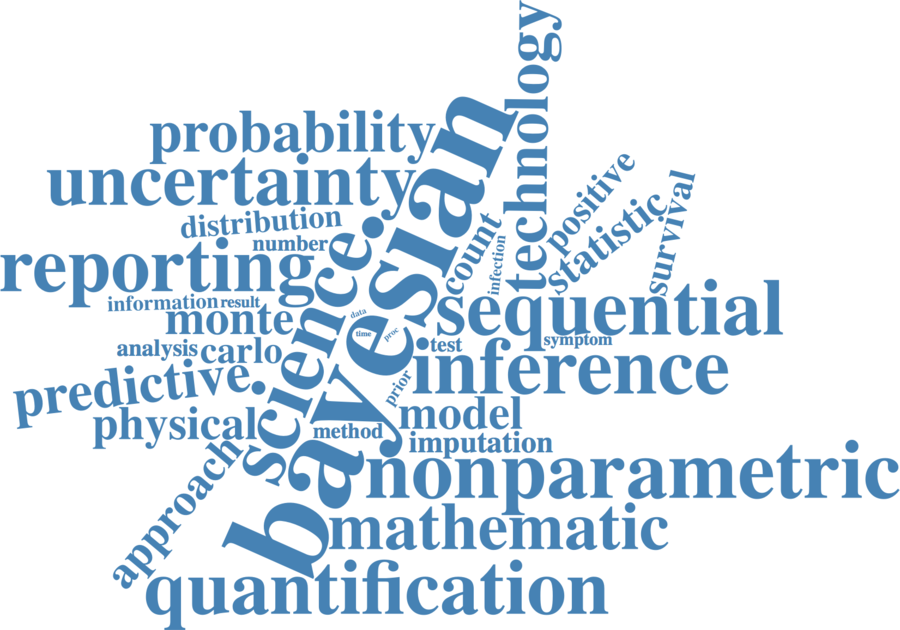 technology
probability
bayesian
uncertainty
positive
survival
statistic
distribution
count
number
infection
reporting
science
sequential
information
result
monte
data
time
proc
test
symptom
analysis
carlo
inference
predictive
prior
physical
model
method
imputation
approach
nonparametric
mathematic
quantification